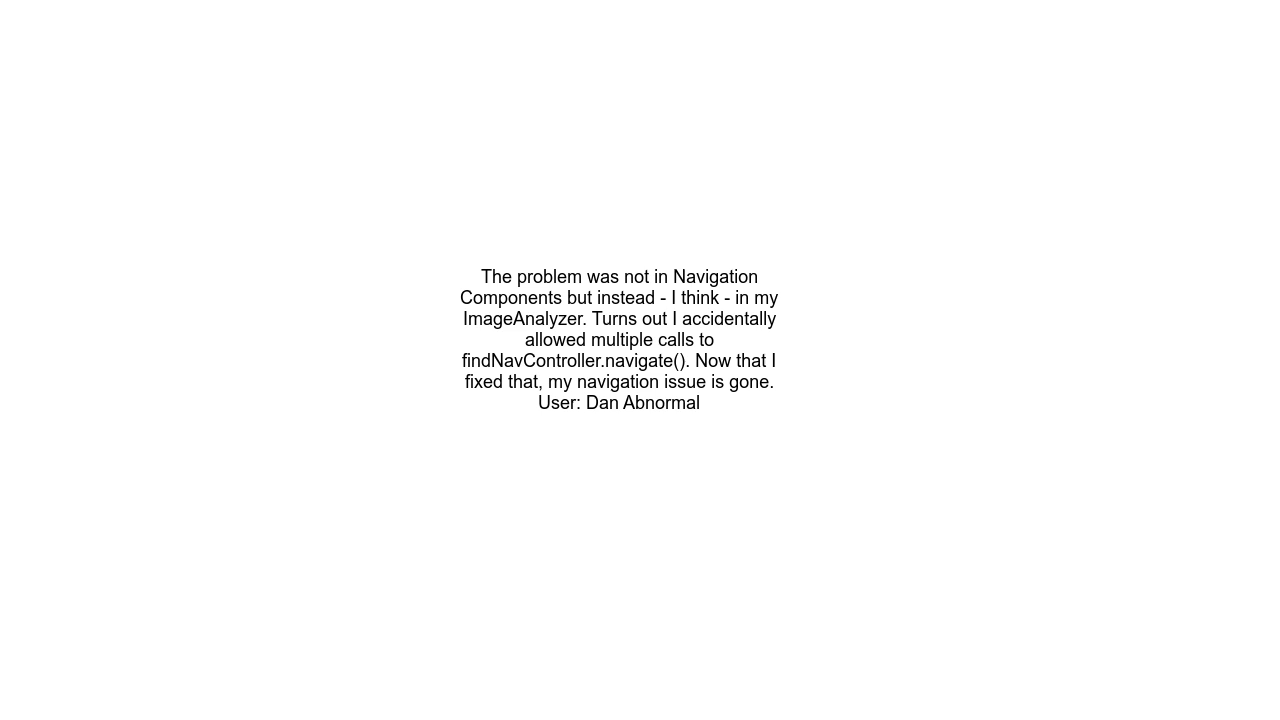 The problem was not in Navigation
Components but instead - I think - in my
ImageAnalyzer. Turns out I accidentally
allowed multiple calls to
findNavController.navigate(). Now that I
fixed that, my navigation issue is gone.
User: Dan Abnormal